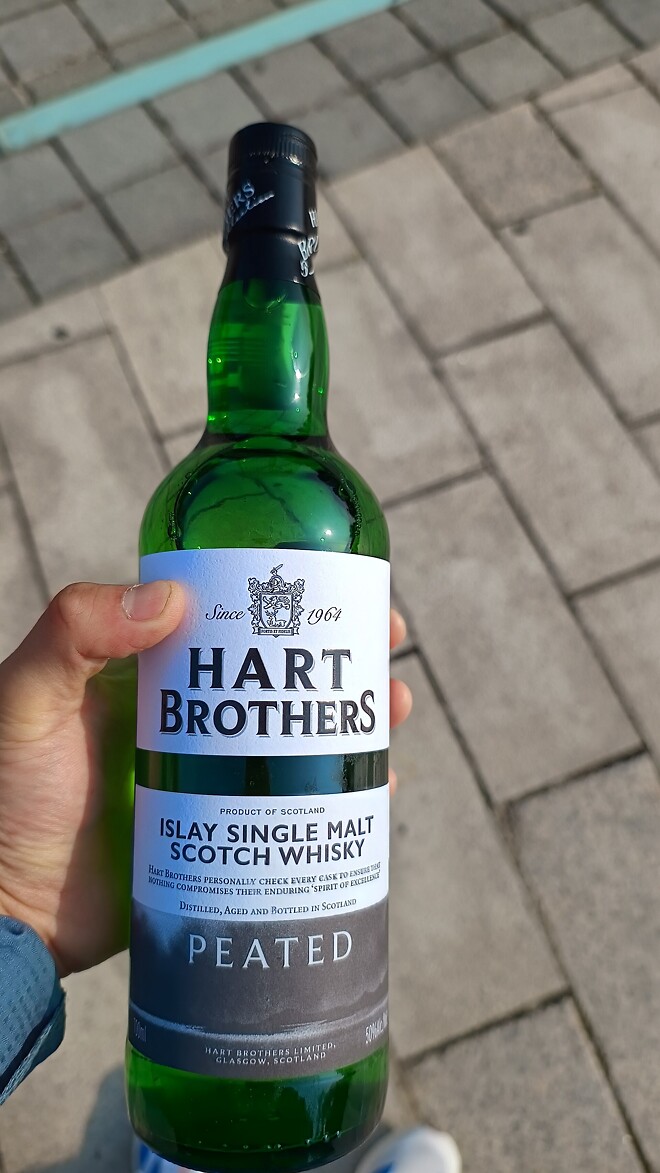 Since 1964
HART
BROTHERS
PRODUCT OF SCOTLAND
ISLAY SINGLE MALT
SCOTCH WHISKY
HART BROTHERS PERSONALLY CHECK EVERY CASK TO ENSURE THAT
NOTHING COMPROMISES THEIR ENDURING 'SPIRIT OF EXCELLENCE'
DISTILLED, AGED AND BOTTLED IN SCOTLAND
PEATED
HART BROTHERS LIMITED,
GLASGOW, SCOTLAND